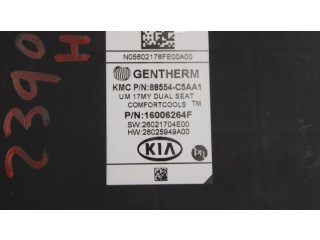 2390
H
N05602176FE00A00
GENTHERM
KMC P/N:88554-C5AA1
UM 17MY DUAL SEAT
COMFORTCOOLS ™
P/N:16006264F
SW:26021704E00
HW:26025949A00
KIA